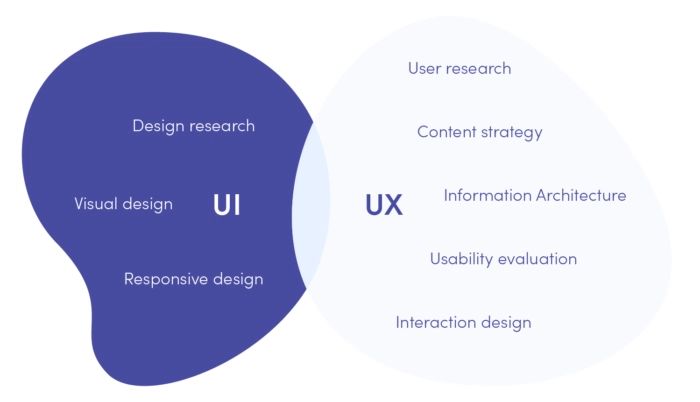 Design research
Visual design
UI
Responsive design
User research
Content strategy
UX
Information Architecture
Usability evaluation
Interaction design